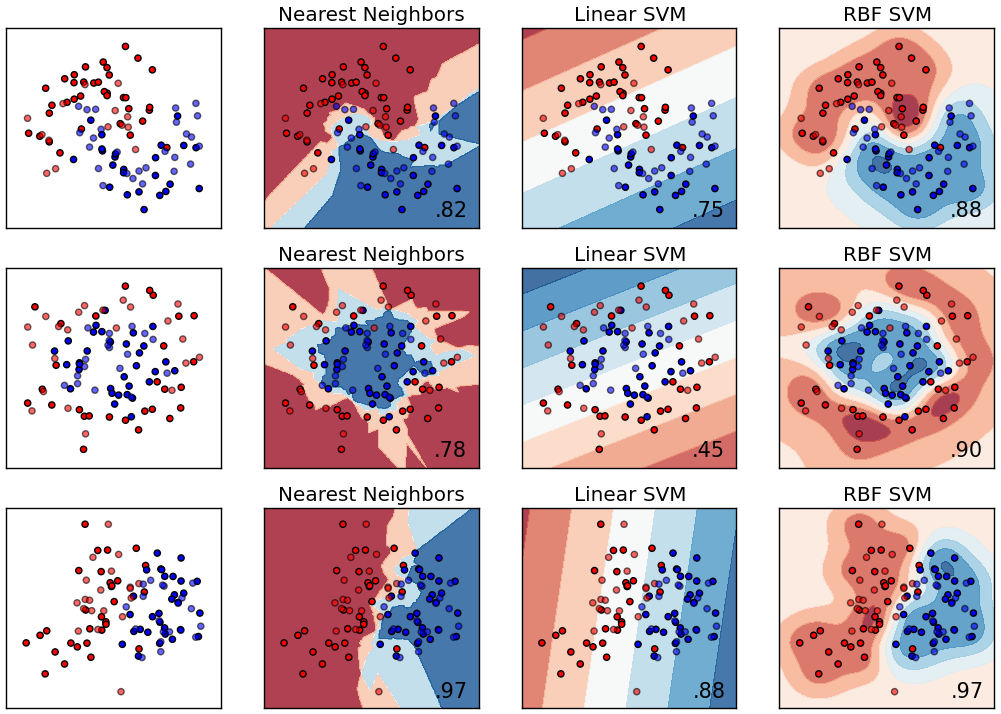 Nearest Neighbors
Linear SVM
RBF SVM
.82
.75
.88
Nearest Neighbors
Linear SVM
RBF SVM
.78
.45
.90
Nearest Neighbors
Linear SVM
RBF SVM
.97
.88
.97